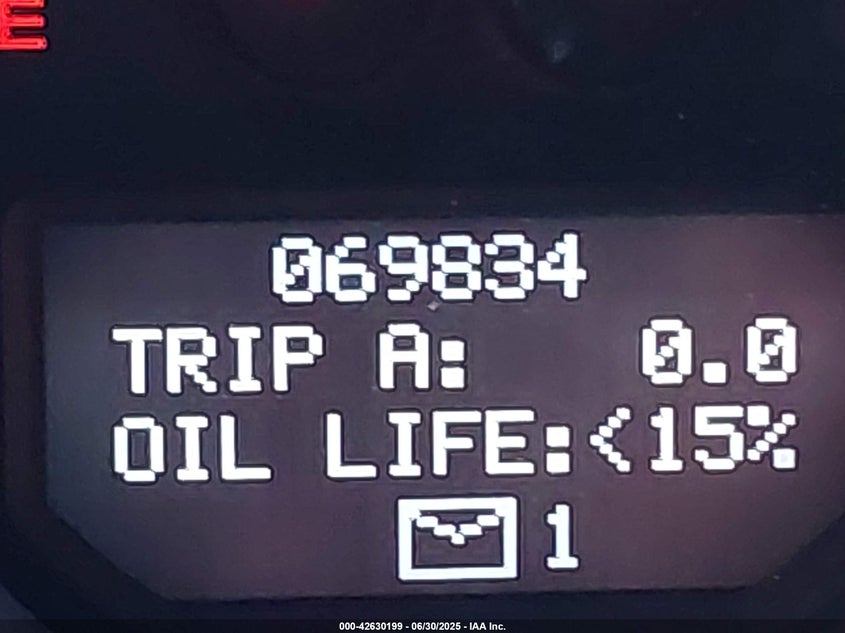 E
069834
TRIP A: 0.0
OIL LIFE:<15%
1
000-42630199 - 06/30/2025 - IAA Inc.